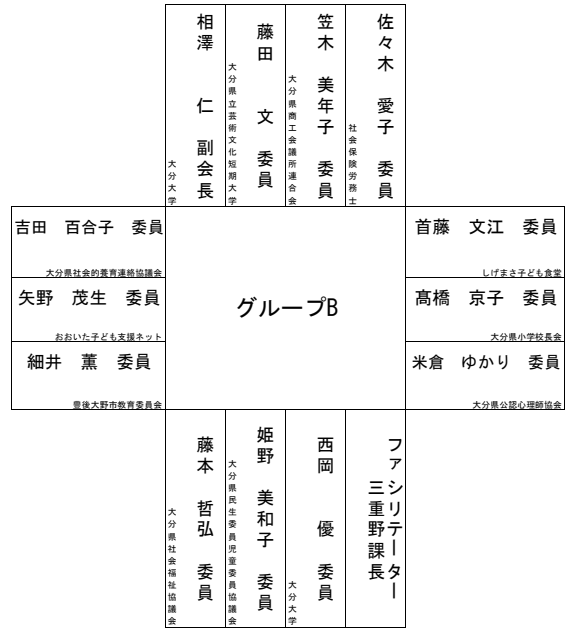 相澤 仁 副会長
大分大学
藤田 文 委員
大分県立芸術文化短期大学
笠木 美年子 委員
大分県商工会議所連合会
佐々木 愛子 委員
社会保険労務士
吉田 百合子 委員
大分県社会的養育連絡協議会
矢野 茂生 委員
おおいた子ども支援ネット
細井 薫 委員
豊後大野市教育委員会
グループB
首藤 文江 委員
しげまさ子ども食堂
髙橋 京子 委員
大分県小学校長会
米倉 ゆかり 委員
大分県公認心理師協会
藤本 哲弘 委員
大分県社会福祉協議会
姫野 美和子 委員
大分県民生委員児童委員協議会
西岡 優 委員
大分大学
ファシリテーター
三重野課長